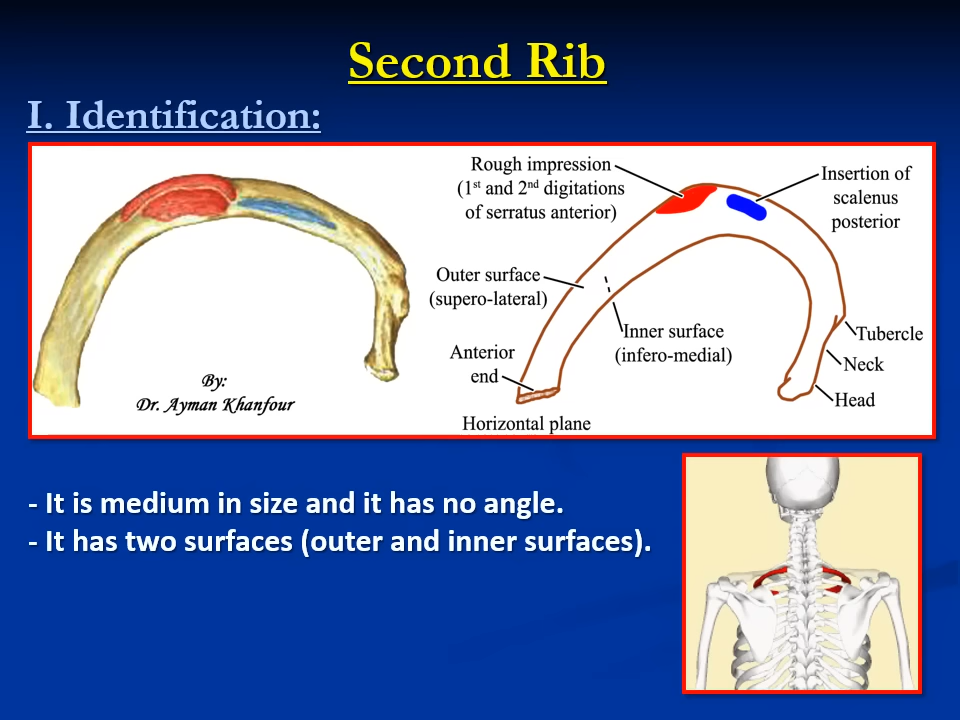 Second Rib
I. Identification:
Rough impression
(1st and 2nd digitations
of serratus anterior)
Insertion of
scalenus
posterior
Outer surface
(supero-lateral)
Inner surface
(infero-medial)
Tubercle
Neck
Head
Anterior
end
Horizontal plane
By:
Dr. Ayman Khanfour
- It is medium in size and it has no angle.
- It has two surfaces (outer and inner surfaces).